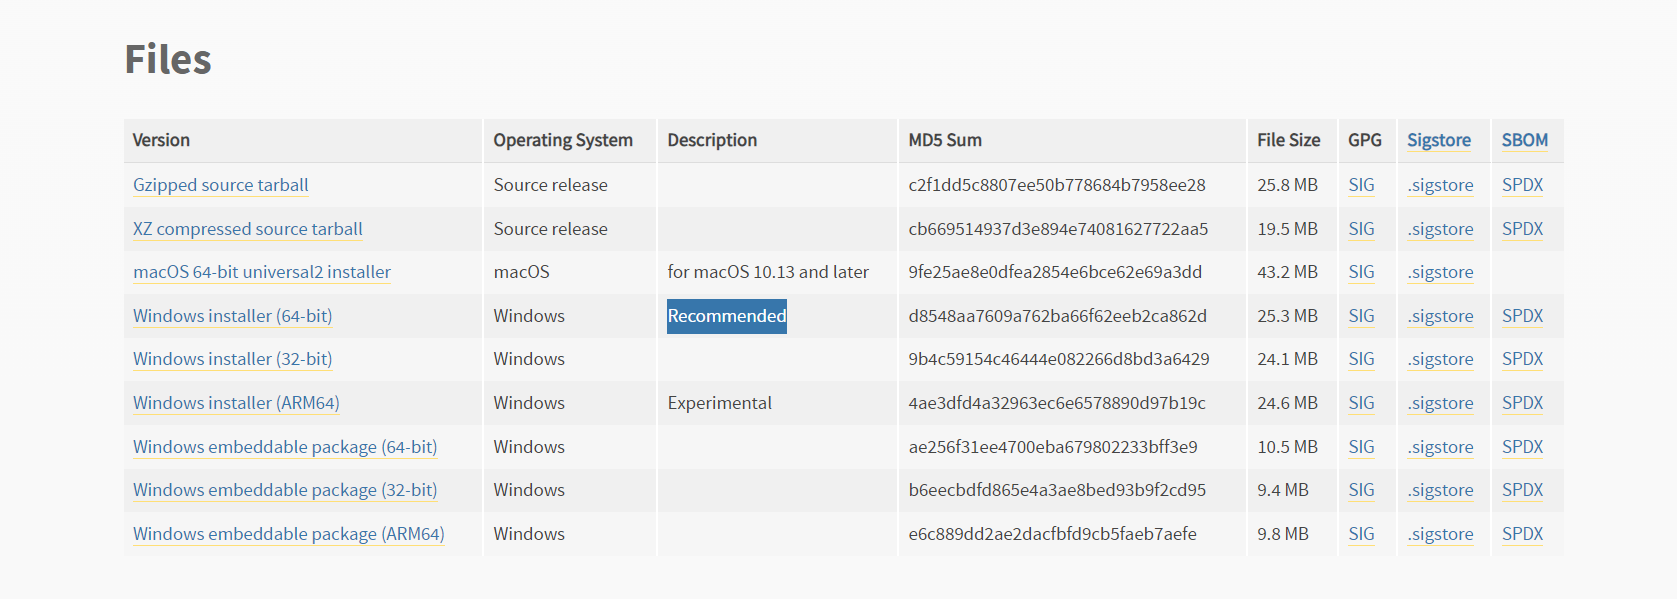 Files
Version Operating System Description MD5 Sum File Size GPG Sigstore SBOM
Gzipped source tarball Source release c2f1dd5c8807ee50b778684b7958ee28 25.8 MB SIG .sigstore SPDX
XZ compressed source tarball Source release cb669514937d3e894e74081627722aa5 19.5 MB SIG .sigstore SPDX
macOS 64-bit universal2 installer macOS for macOS 10.13 and later 9fe25ae8e0dfea2854e6bce62e69a3dd 43.2 MB SIG .sigstore
Windows installer (64-bit) Windows Recommended d8548aa7609a762ba66f62eeb2ca862d 25.3 MB SIG .sigstore SPDX
Windows installer (32-bit) Windows 9b4c59154c46444e082266d8bd3a6429 24.1 MB SIG .sigstore SPDX
Windows installer (ARM64) Windows Experimental 4ae3dfd4a32963ec6e6578890d97b19c 24.6 MB SIG .sigstore SPDX
Windows embeddable package (64-bit) Windows ae256f31ee4700eba679802233bff3e9 10.5 MB SIG .sigstore SPDX
Windows embeddable package (32-bit) Windows b6eecbdfd865e4a3ae8bed93b9f2cd95 9.4 MB SIG .sigstore SPDX
Windows embeddable package (ARM64) Windows e6c889dd2ae2dacfbfd9cb5faeb7aefe 9.8 MB SIG .sigstore SPDX